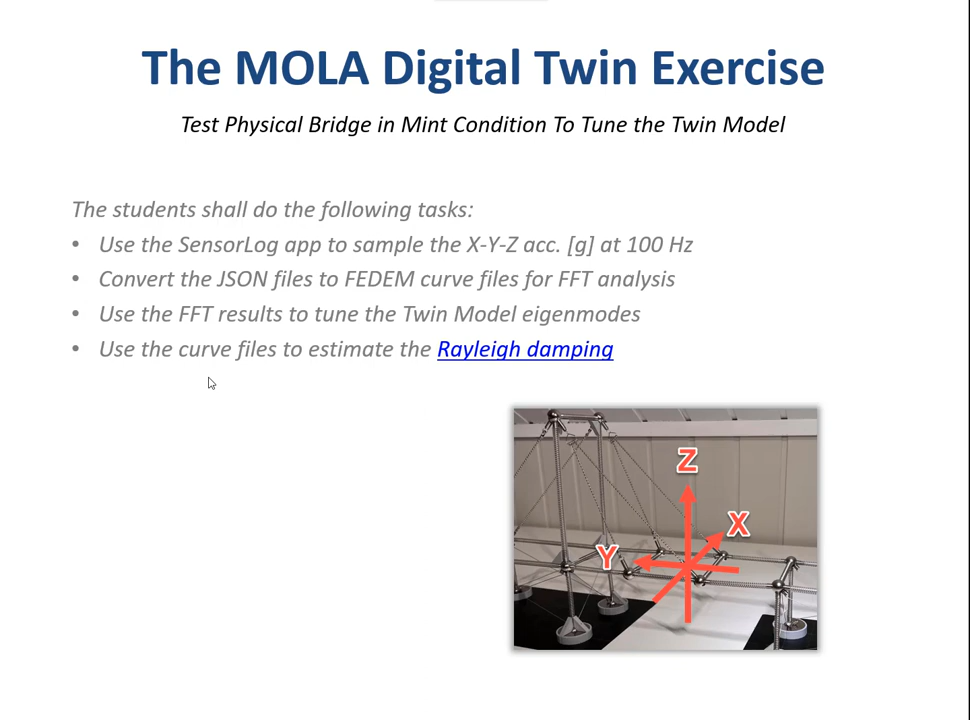 The MOLA Digital Twin Exercise
Test Physical Bridge in Mint Condition To Tune the Twin Model
The students shall do the following tasks:
• Use the SensorLog app to sample the X-Y-Z acc. [g] at 100 Hz
• Convert the JSON files to FEDEM curve files for FFT analysis
• Use the FFT results to tune the Twin Model eigenmodes
• Use the curve files to estimate the Rayleigh damping
Z
X
Y